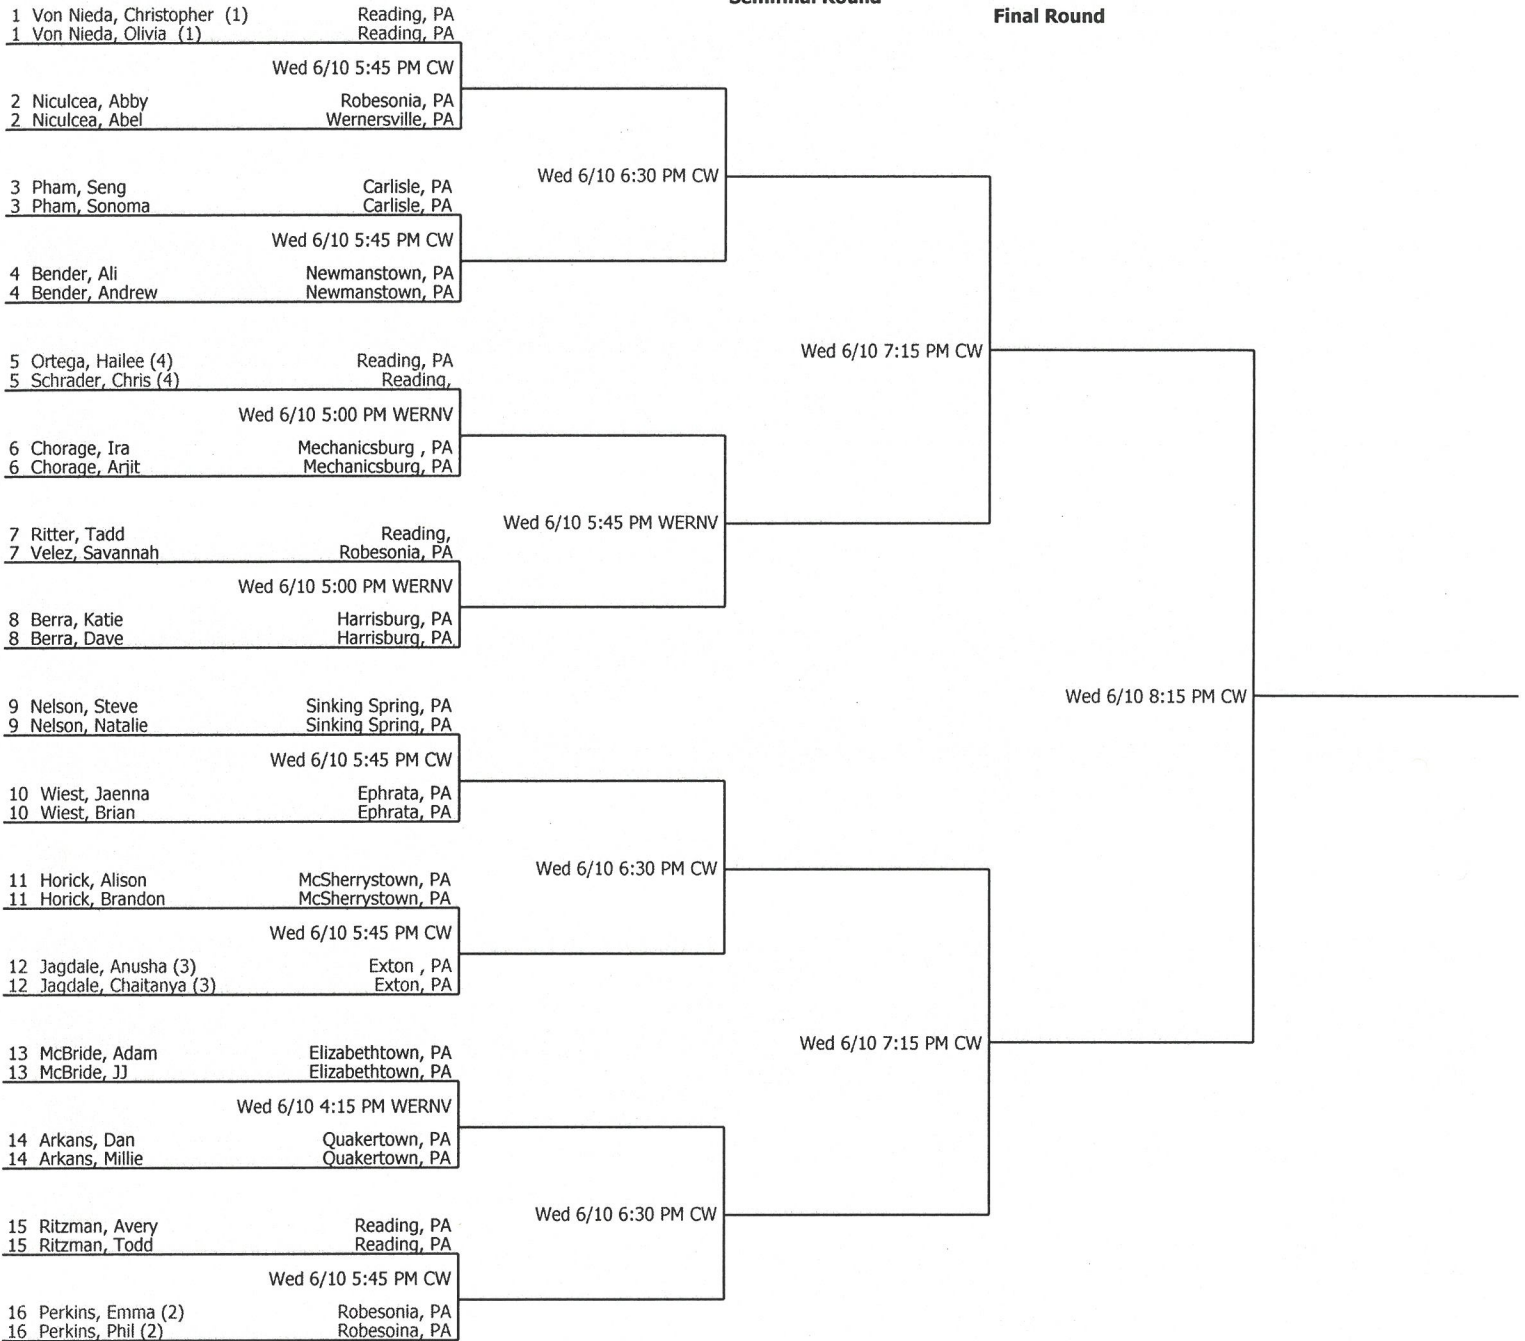 Semifinal Round
Final Round
1 Von Nieda, Christopher (1) Reading, PA
1 Von Nieda, Olivia (1) Reading, PA
Wed 6/10 5:45 PM CW
2 Niculcea, Abby Robesonia, PA
2 Niculcea, Abel Wernersville, PA
Wed 6/10 6:30 PM CW
3 Pham, Seng Carlisle, PA
3 Pham, Sonoma Carlisle, PA
Wed 6/10 5:45 PM CW
4 Bender, Ali Newmanstown, PA
4 Bender, Andrew Newmanstown, PA
Wed 6/10 7:15 PM CW
5 Ortega, Hailee (4) Reading, PA
5 Schrader, Chris (4) Reading,
Wed 6/10 5:00 PM WERNV
6 Chorage, Ira Mechanicsburg , PA
6 Chorage, Arjit Mechanicsburg, PA
Wed 6/10 5:45 PM WERNV
7 Ritter, Tadd Reading,
7 Velez, Savannah Robesonia, PA
Wed 6/10 5:00 PM WERNV
8 Berra, Katie Harrisburg, PA
8 Berra, Dave Harrisburg, PA
Wed 6/10 8:15 PM CW
9 Nelson, Steve Sinking Spring, PA
9 Nelson, Natalie Sinking Spring, PA
Wed 6/10 5:45 PM CW
10 Wiest, Jaenna Ephrata, PA
10 Wiest, Brian Ephrata, PA
Wed 6/10 6:30 PM CW
11 Horick, Alison McSherrystown, PA
11 Horick, Brandon McSherrystown, PA
Wed 6/10 5:45 PM CW
12 Jagdale, Anusha (3) Exton , PA
12 Jagdale, Chaitanya (3) Exton, PA
Wed 6/10 7:15 PM CW
13 McBride, Adam Elizabethtown, PA
13 McBride, JJ Elizabethtown, PA
Wed 6/10 4:15 PM WERNV
14 Arkans, Dan Quakertown, PA
14 Arkans, Millie Quakertown, PA
Wed 6/10 6:30 PM CW
15 Ritzman, Avery Reading, PA
15 Ritzman, Todd Reading, PA
Wed 6/10 5:45 PM CW
16 Perkins, Emma (2) Robesonia, PA
16 Perkins, Phil (2) Robesoina, PA